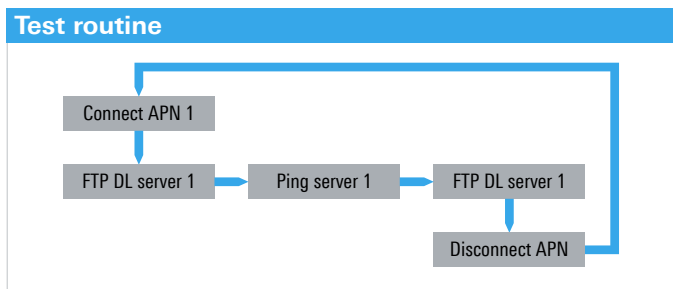 Test routine
Connect APN 1
FTP DL server 1
Ping server 1
FTP DL server 1
Disconnect APN